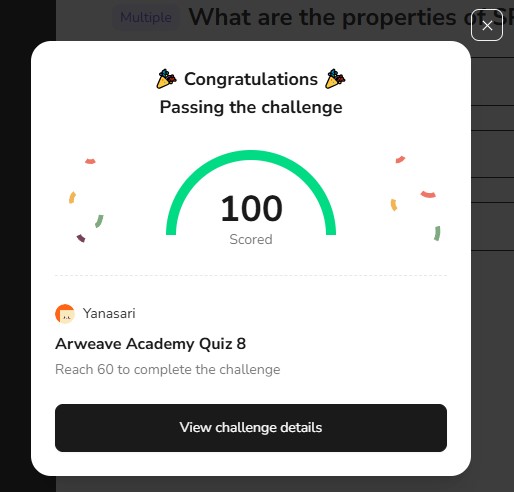 Multiple What are the properties of SP
Congratulations
Passing the challenge
100
Scored
Yanasari
Arweave Academy Quiz 8
Reach 60 to complete the challenge
View challenge details